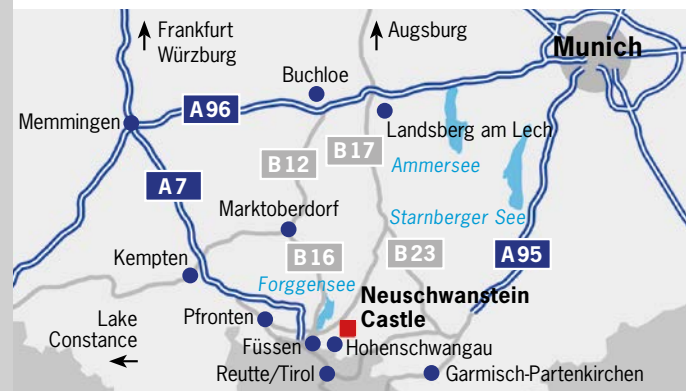 Frankfurt
Würzburg
Augsburg
Munich
Buchloe
A96
Memmingen
Landsberg am Lech
B17
B12
Ammersee
A7
Marktoberdorf
Starnberger See
B16
B23
A95
Kempten
Forggensee
Neuschwanstein
Castle
Pfronten
Lake
Constance
Füssen
Hohenschwangau
Reutte/Tirol
Garmisch-Partenkirchen